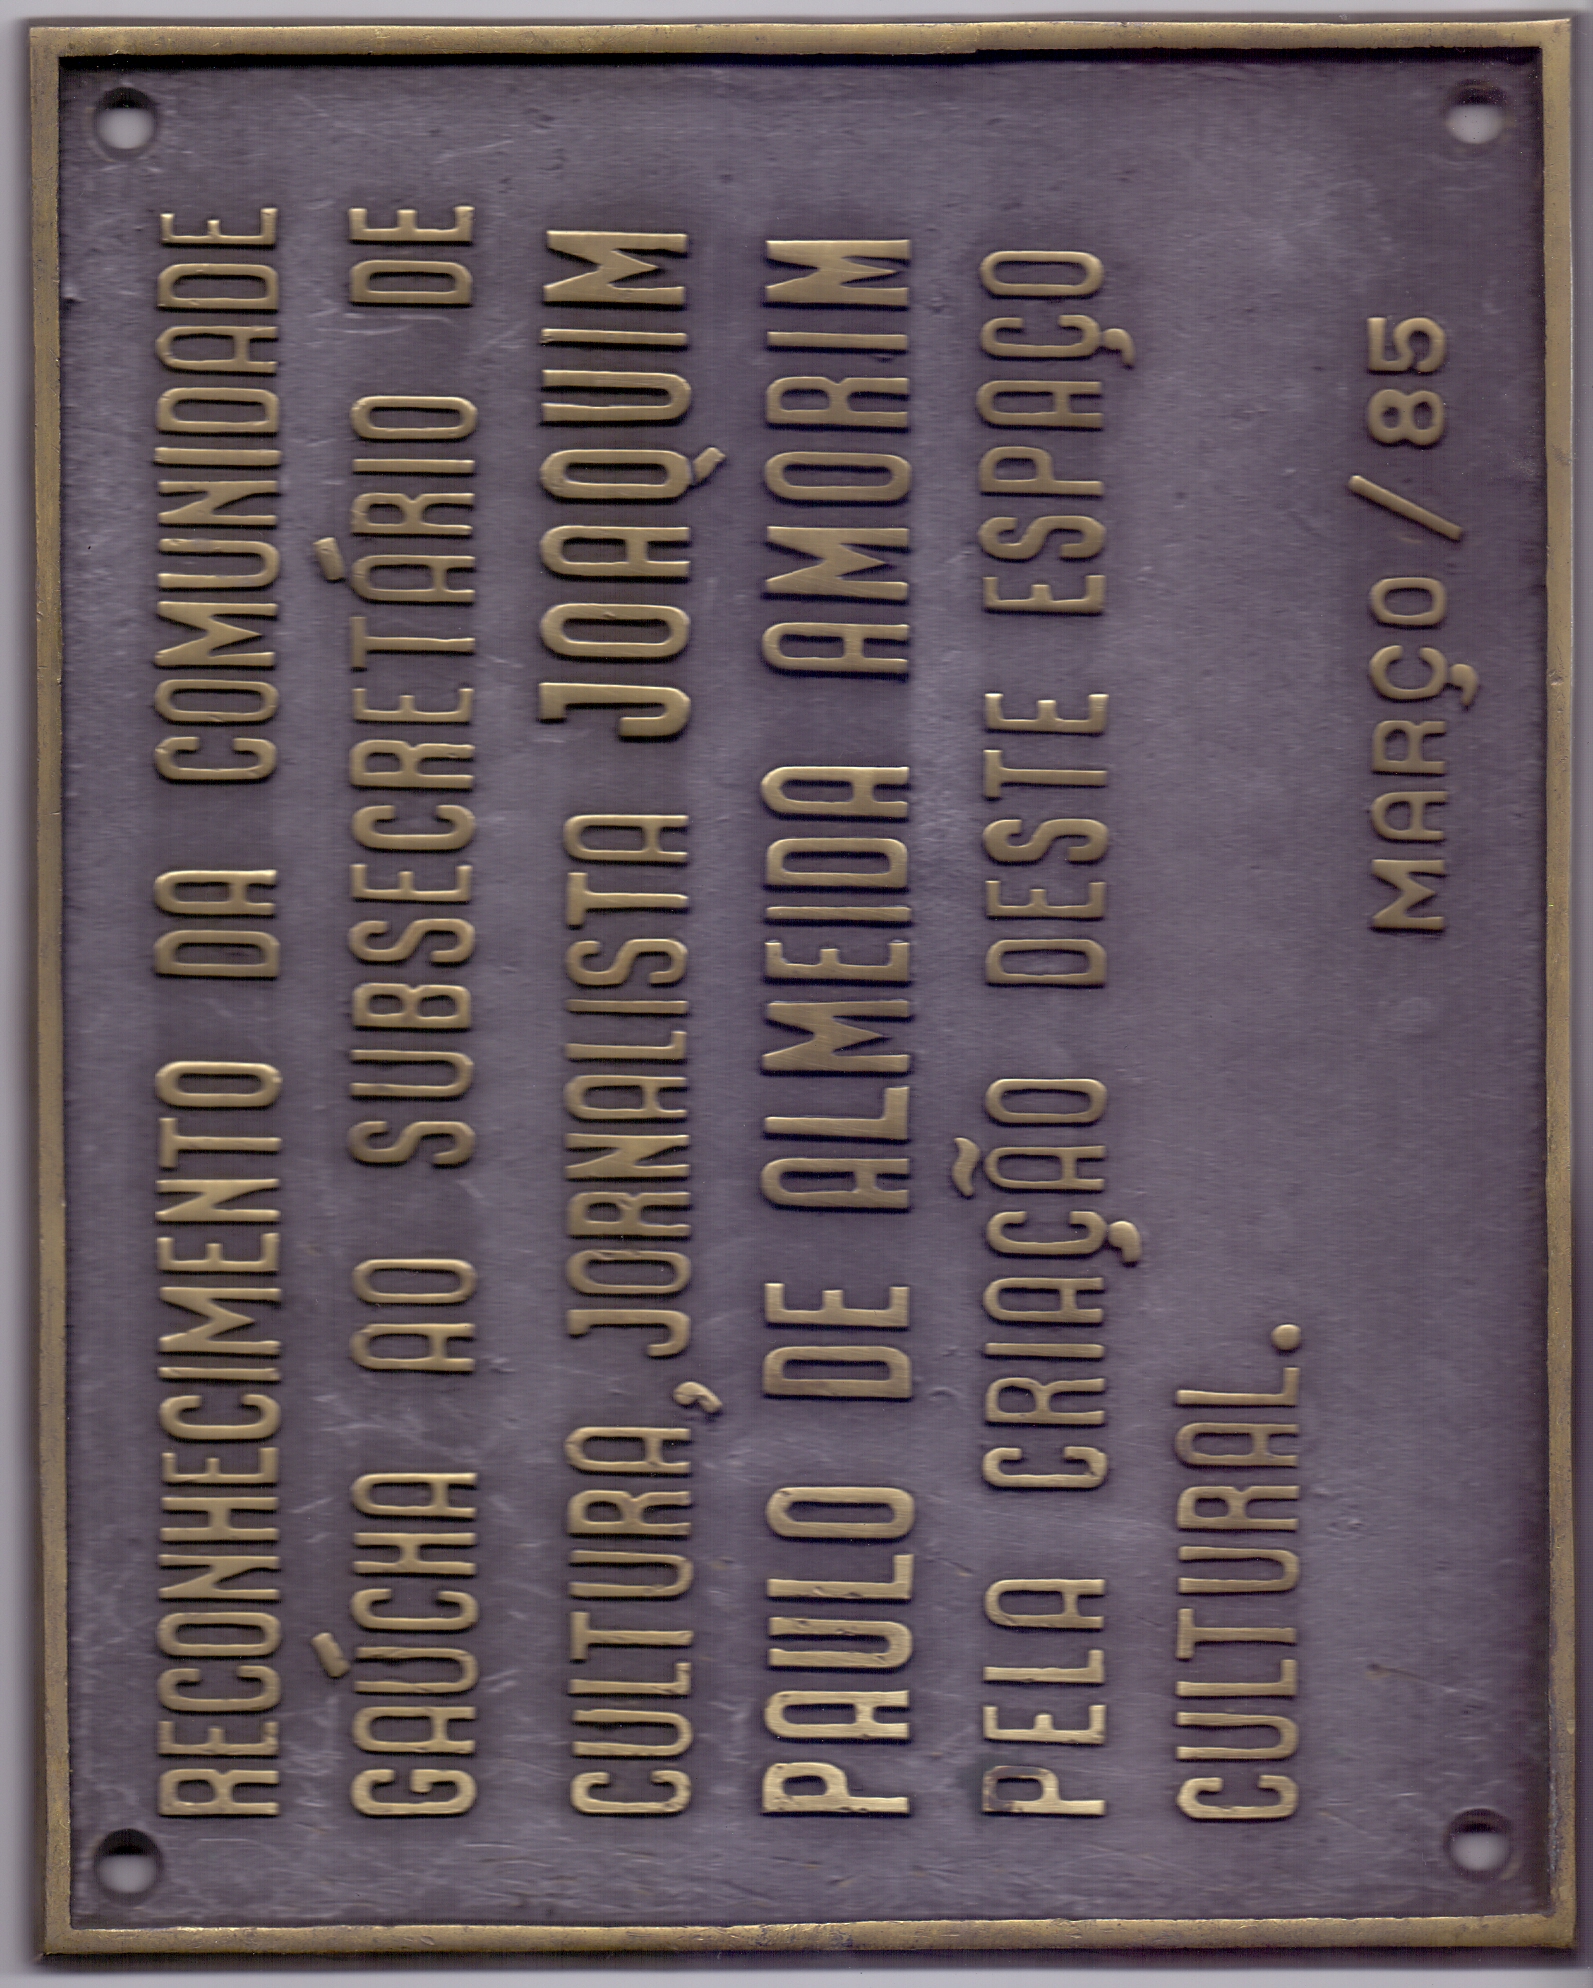 RECONHECIMENTO DA COMUNIDADE
GAÚCHA AO SUBSECRETÁRIO DE
CULTURA, JORNALISTA JOAQUIM
PAULO DE ALMEIDA AMORIM
PELA CRIAÇÃO DESTE ESPAÇO
CULTURAL.
MARÇO / 85